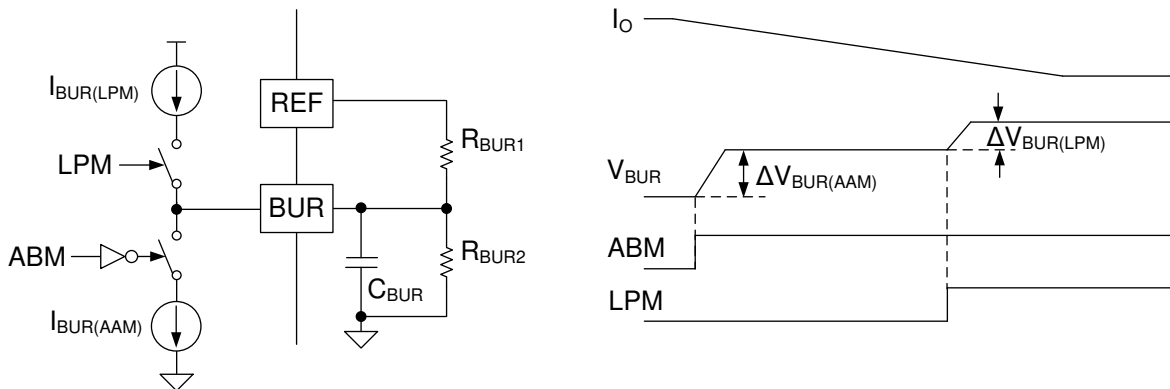 I_BUR(LPM)
REF
R_BUR1
LPM
BUR
ABM
C_BUR
R_BUR2
I_BUR(AAM)
I_O
ΔV_BUR(LPM)
V_BUR
ΔV_BUR(AAM)
ABM
LPM